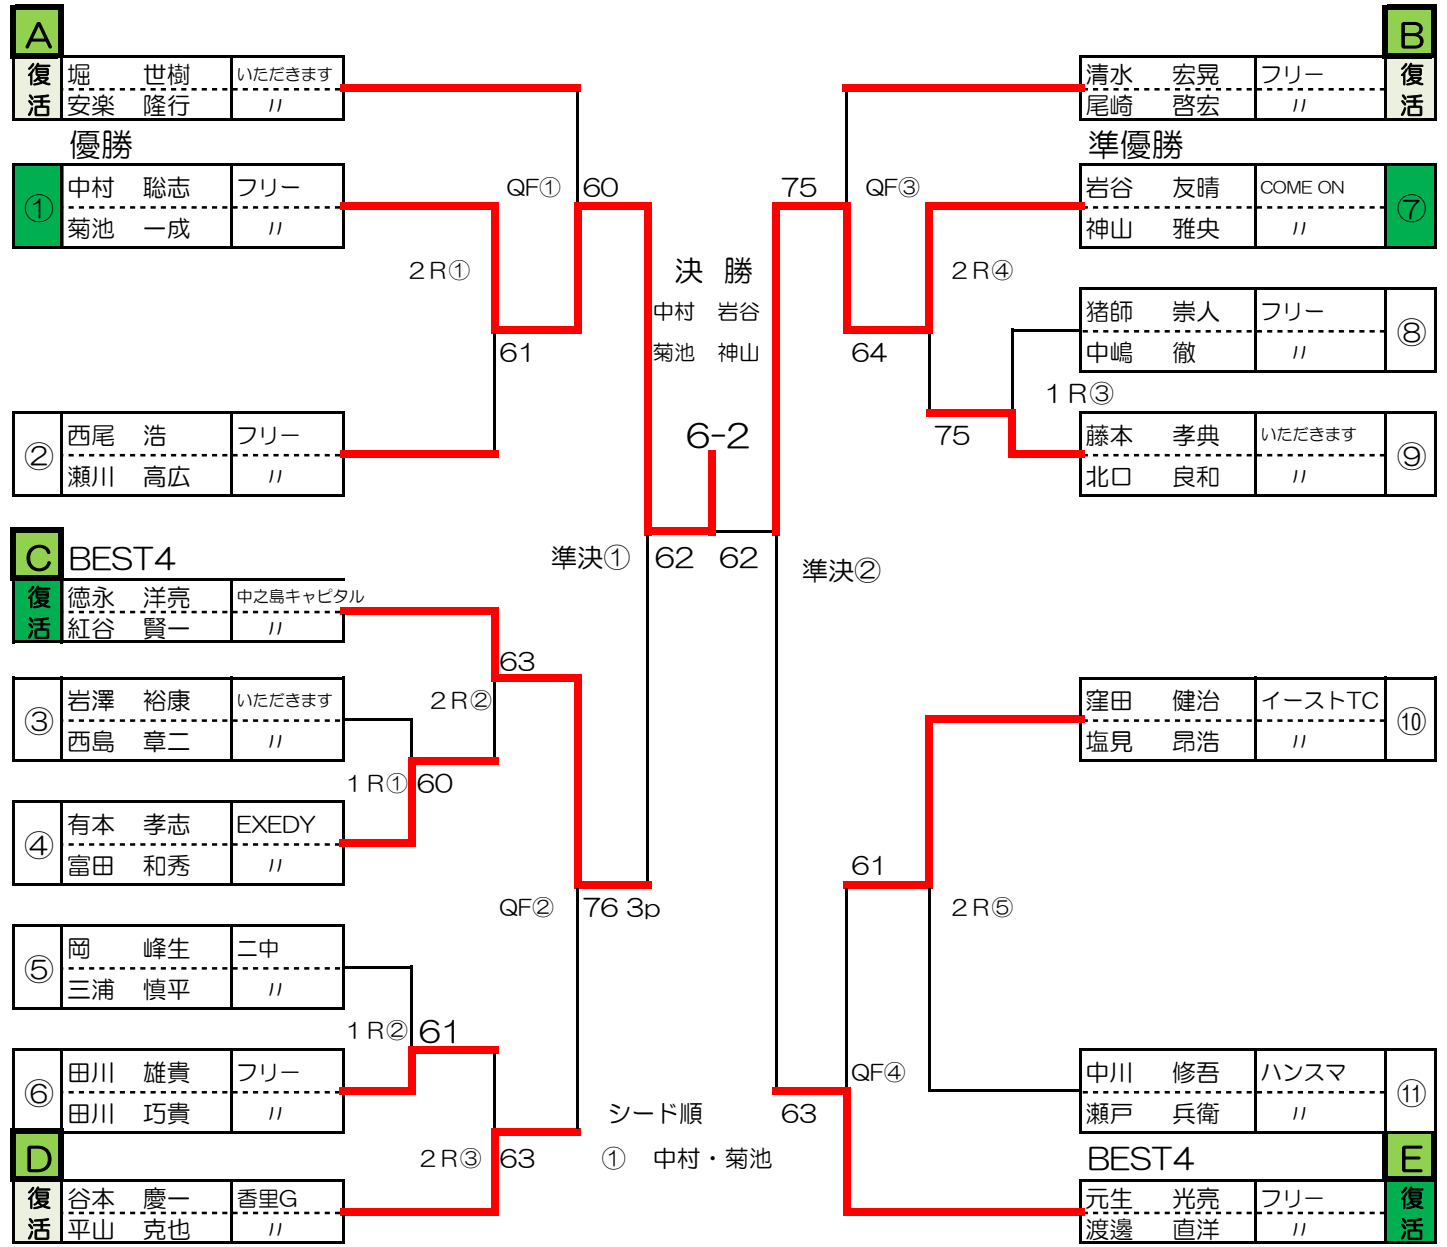 A
復 堀 世樹 いただきます
活 安楽 隆行 〃
優勝
① 中村 聡志 フリー
菊池 一成 〃
QF① 60
2R①
61
② 西尾 浩 フリー
瀬川 高広 〃
C BEST4
復 徳永 洋亮 中之島キャピタル
活 紅谷 賢一 〃
63
2R②
③ 岩澤 裕康 いただきます
西島 章二 〃
1R① 60
④ 有本 孝志 EXEDY
富田 和秀 〃
QF② 76 3p
⑤ 岡 峰生 二中
三浦 慎平 〃
1R② 61
⑥ 田川 雄貴 フリー
田川 巧貴 〃
D
2R③ 63
復 谷本 慶一 香里G
活 平山 克也 〃
決 勝
中村 岩谷
菊池 神山
6-2
準決① 62 62 準決②
シード順
① 中村・菊池
B
清水 宏晃 フリー 復
尾崎 啓宏 〃 活
準優勝
75 QF③
岩谷 友晴 COME ON ⑦
神山 雅央 〃
2R④
64
猪師 崇人 フリー ⑧
中嶋 徹 〃
1R③
75
藤本 孝典 いただきます ⑨
北口 良和 〃
窪田 健治 イーストTC ⑩
塩見 昂浩 〃
61
2R⑤
QF④
63
中川 修吾 ハンスマ ⑪
瀬戸 兵衛 〃
BEST4 E
元生 光亮 フリー 復
渡邊 直洋 〃 活